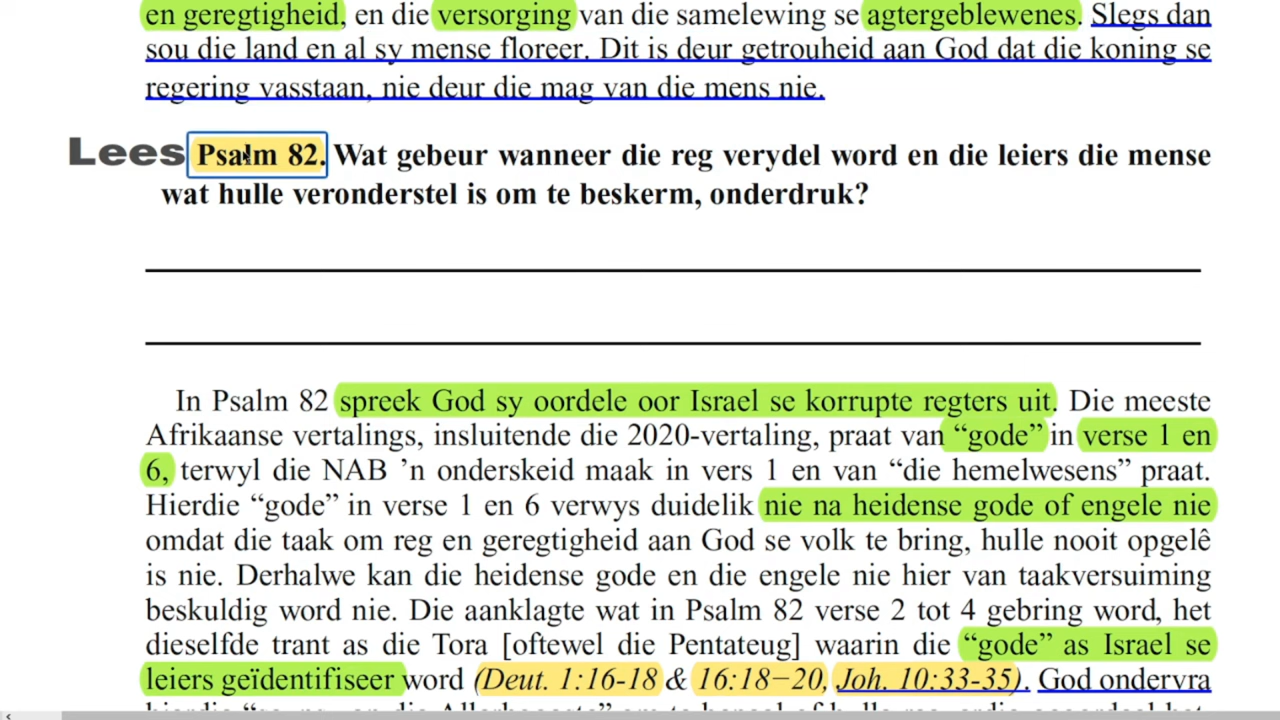 en geregtigheid, en die versorging van die samelewing se agtergeblewenes. Slegs dan
sou die land en al sy mense floreer. Dit is deur getrouheid aan God dat die koning se
regering vasstaan, nie deur die mag van die mens nie.
Lees Psalm 82. Wat gebeur wanneer die reg verydel word en die leiers die mense
wat hulle veronderstel is om te beskerm, onderdruk?
In Psalm 82 spreek God sy oordele oor Israel se korrupte regters uit. Die meeste
Afrikaanse vertalings, insluitende die 2020-vertaling, praat van “gode” in verse 1 en
6, terwyl die NAB ’n onderskeid maak in vers 1 en van “die hemelwesens” praat.
Hierdie “gode” in verse 1 en 6 verwys duidelik nie na heidense gode of engele nie
omdat die taak om reg en geregtigheid aan God se volk te bring, hulle nooit opgelê
is nie. Derhalwe kan die heidense gode en die engele nie hier van taakversuiming
beskuldig word nie. Die aanklagte wat in Psalm 82 verse 2 tot 4 gebring word, het
dieselfde trant as die Tora [oftewel die Pentateug] waarin die “gode” as Israel se
leiers geïdentifiseer word (Deut. 1:16-18 & 16:18−20, Joh. 10:33-35). God ondervra